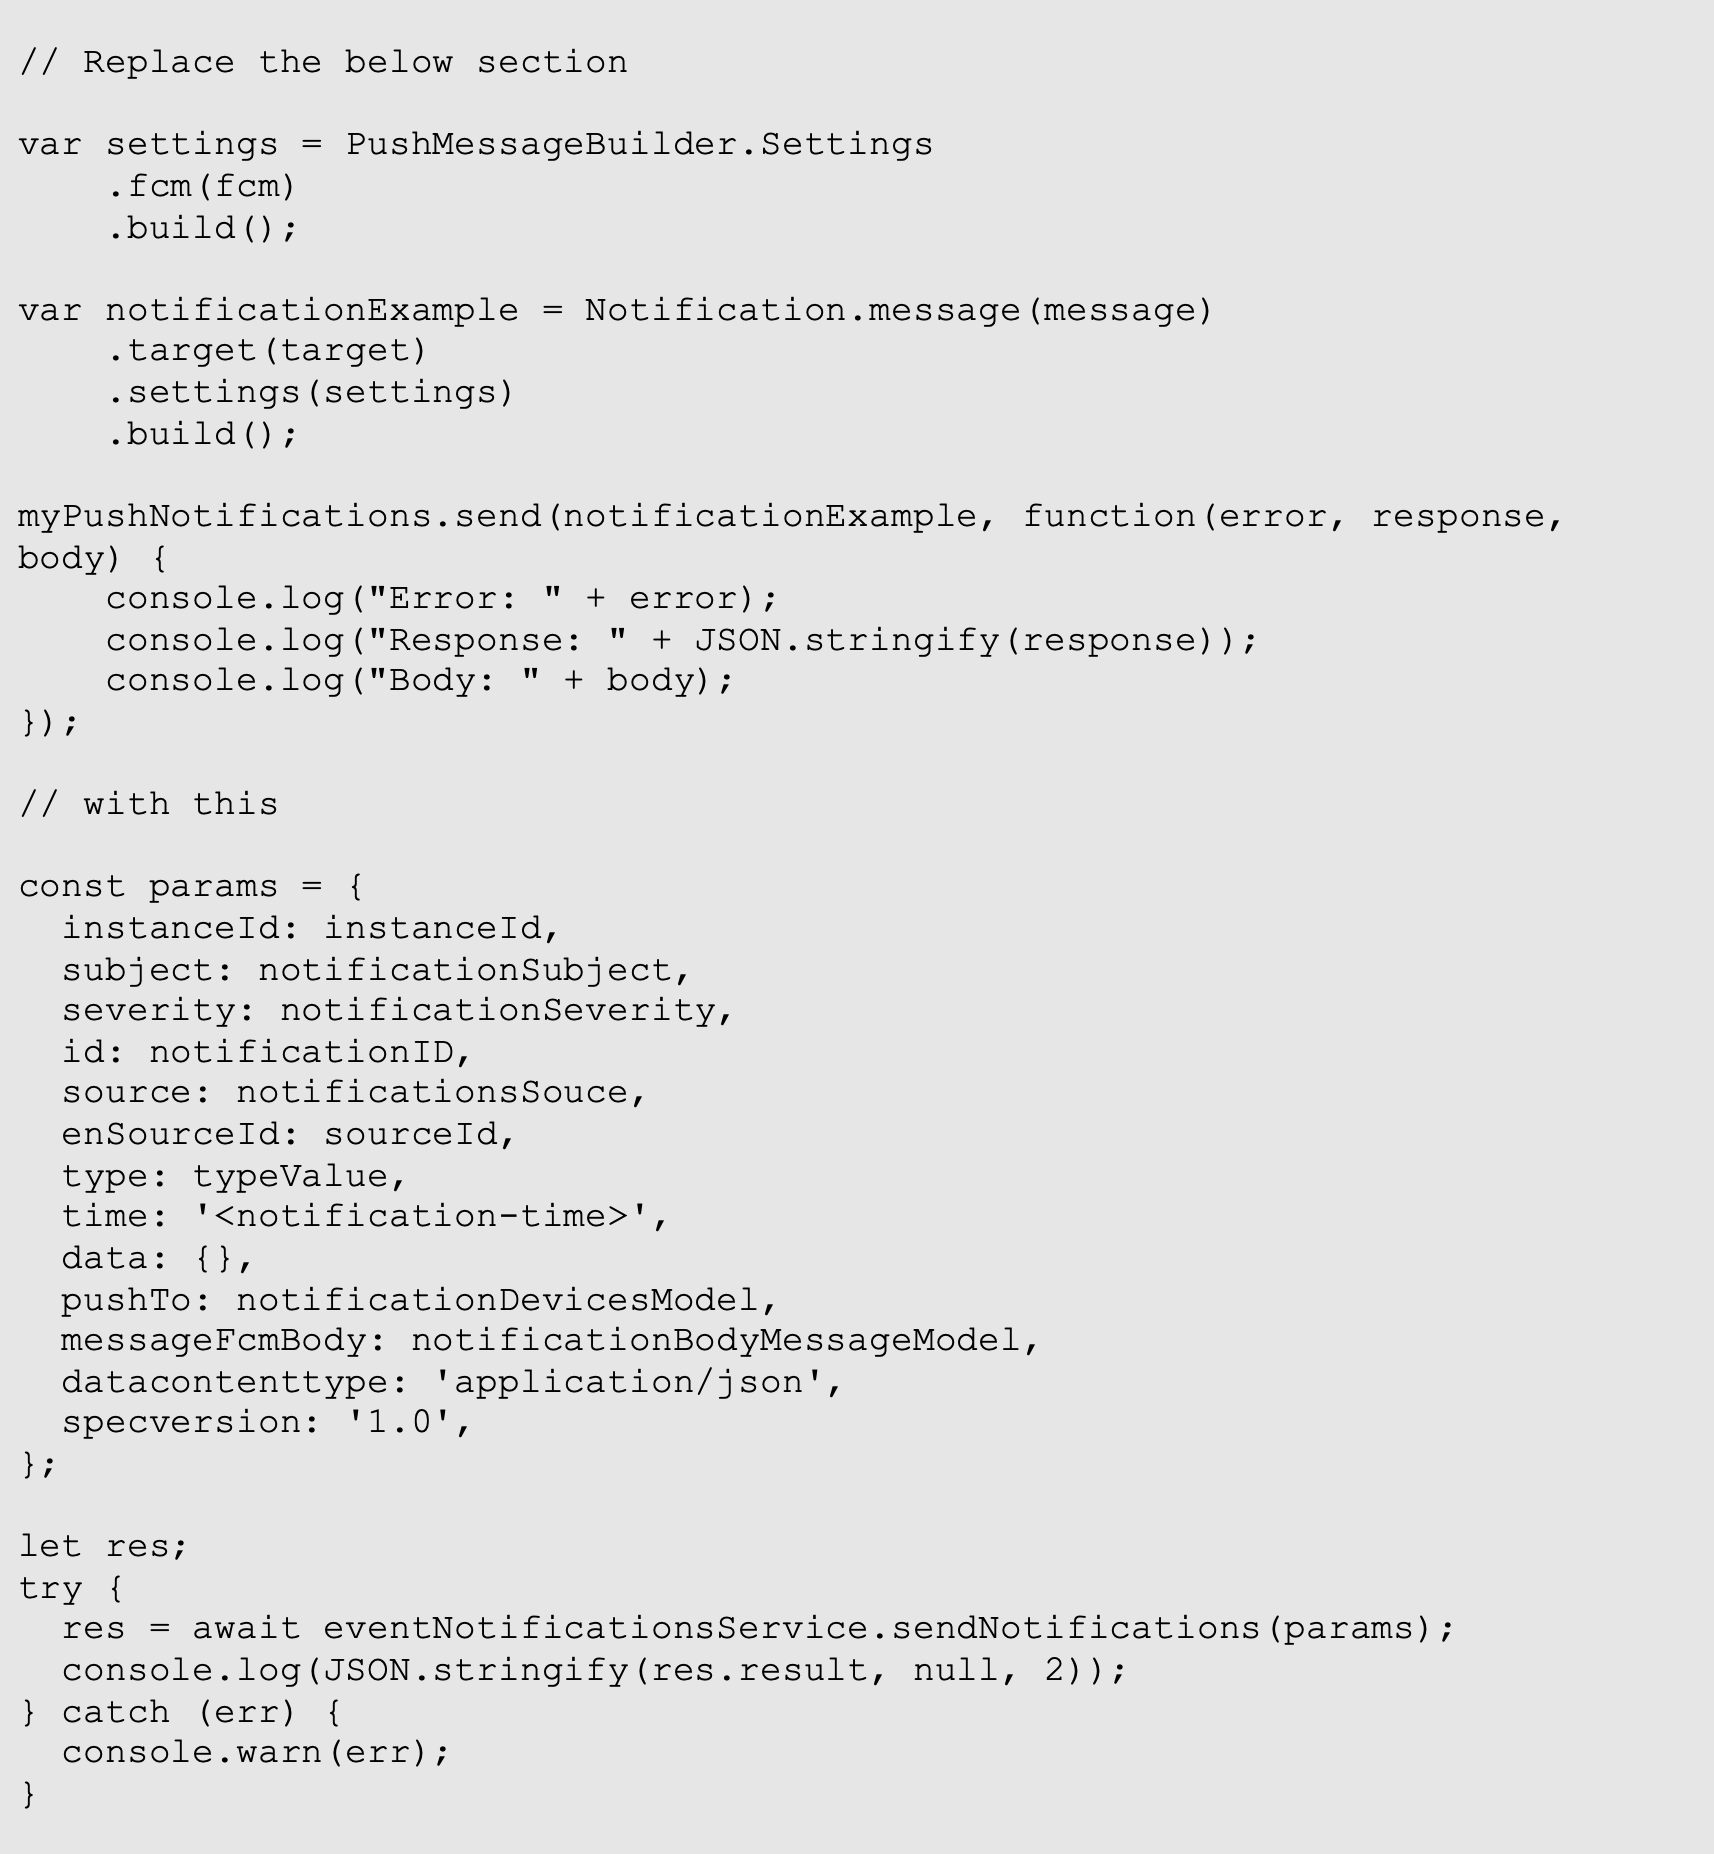 // Replace the below section
var settings = PushMessageBuilder.Settings
    .fcm(fcm)
    .build();
var notificationExample = Notification.message(message)
    .target(target)
    .settings(settings)
    .build();
myPushNotifications.send(notificationExample, function(error, response,
body) {
    console.log("Error: " + error);
    console.log("Response: " + JSON.stringify(response));
    console.log("Body: " + body);
});
// with this
const params = {
  instanceId: instanceId,
  subject: notificationSubject,
  severity: notificationSeverity,
  id: notificationID,
  source: notificationsSouce,
  enSourceId: sourceId,
  type: typeValue,
  time: '<notification-time>',
  data: {},
  pushTo: notificationDevicesModel,
  messageFcmBody: notificationBodyMessageModel,
  datacontenttype: 'application/json',
  specversion: '1.0',
};
let res;
try {
  res = await eventNotificationsService.sendNotifications(params);
  console.log(JSON.stringify(res.result, null, 2));
} catch (err) {
  console.warn(err);
}